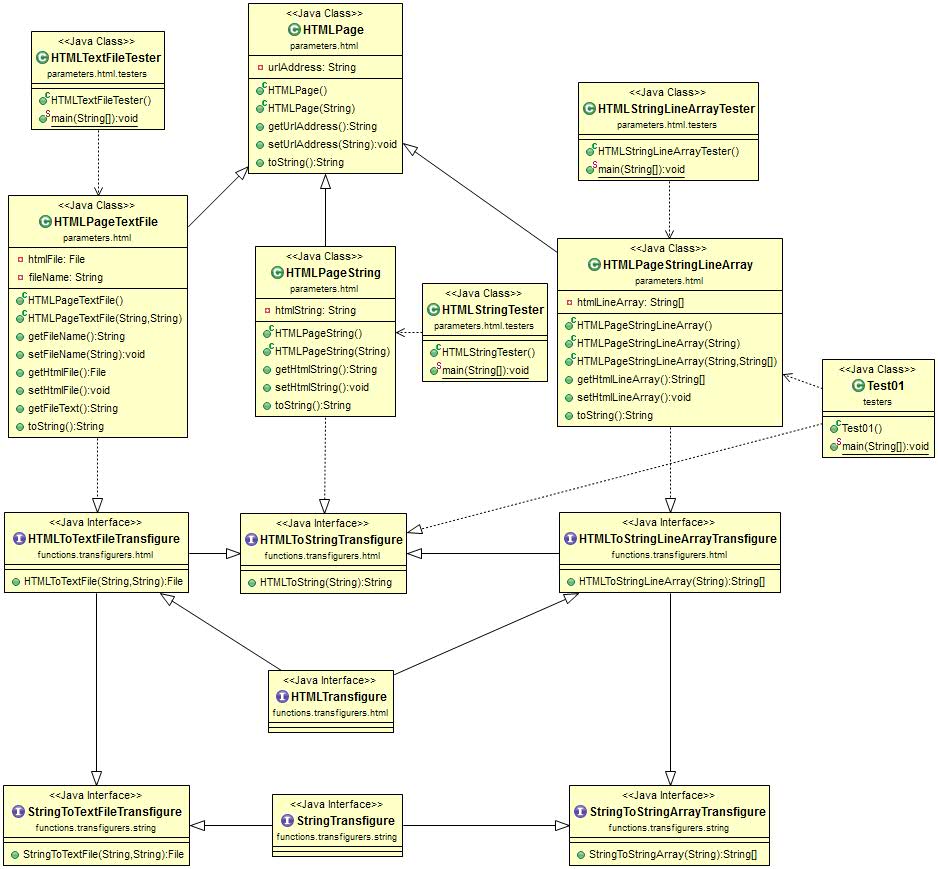 <<Java Class>>
HTMLPage
parameters.html
urlAddress: String
HTMLPage()
HTMLPage(String)
getUrlAddress():String
setUrlAddress(String):void
toString():String
<<Java Class>>
HTMLTextFileTester
parameters.html.testers
HTMLTextFileTester()
main(String[]):void
<<Java Class>>
HTMLStringLineArrayTester
parameters.html.testers
HTMLStringLineArrayTester()
main(String[]):void
<<Java Class>>
HTMLPageTextFile
parameters.html
htmlFile: File
fileName: String
HTMLPageTextFile()
HTMLPageTextFile(String,String)
getFileName():String
setFileName(String):void
getHtmlFile():File
setHtmlFile():void
getFileText():String
toString():String
<<Java Class>>
HTMLPageString
parameters.html
htmlString: String
HTMLPageString()
HTMLPageString(String)
getHtmlString():String
setHtmlString():void
toString():String
<<Java Class>>
HTMLStringTester
parameters.html.testers
HTMLStringTester()
main(String[]):void
<<Java Class>>
HTMLPageStringLineArray
parameters.html
htmlLineArray: String[]
HTMLPageStringLineArray()
HTMLPageStringLineArray(String)
HTMLPageStringLineArray(String,String[])
getHtmlLineArray():String[]
setHtmlLineArray():void
toString():String
<<Java Class>>
Test01
testers
Test01()
main(String[]):void
<<Java Interface>>
HTMLToTextFileTransfigure
functions.transfigurers.html
HTMLToTextFile(String,String):File
<<Java Interface>>
HTMLToStringTransfigure
functions.transfigurers.html
HTMLToString(String):String
<<Java Interface>>
HTMLToStringLineArrayTransfigure
functions.transfigurers.html
HTMLToStringLineArray(String):String[]
<<Java Interface>>
HTMLTransfigure
functions.transfigurers.html
<<Java Interface>>
StringToTextFileTransfigure
functions.transfigurers.string
StringToTextFile(String,String):File
<<Java Interface>>
StringTransfigure
functions.transfigurers.string
<<Java Interface>>
StringToStringArrayTransfigure
functions.transfigurers.string
StringToStringArray(String):String[]